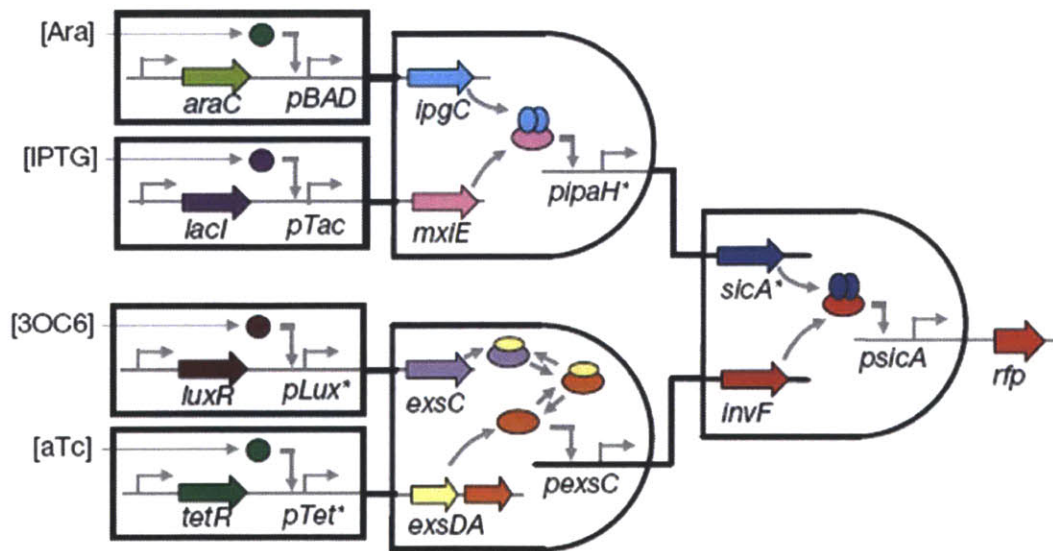 [Ara]
araC
pBAD
ipgC
[IPTG]
pipaH*
lacI
pTac
mxiE
sicA*
[3OC6]
psicA
rfp
luxR
pLux*
exsC
invF
[aTc]
pexsC
tetR
pTet*
exsDA